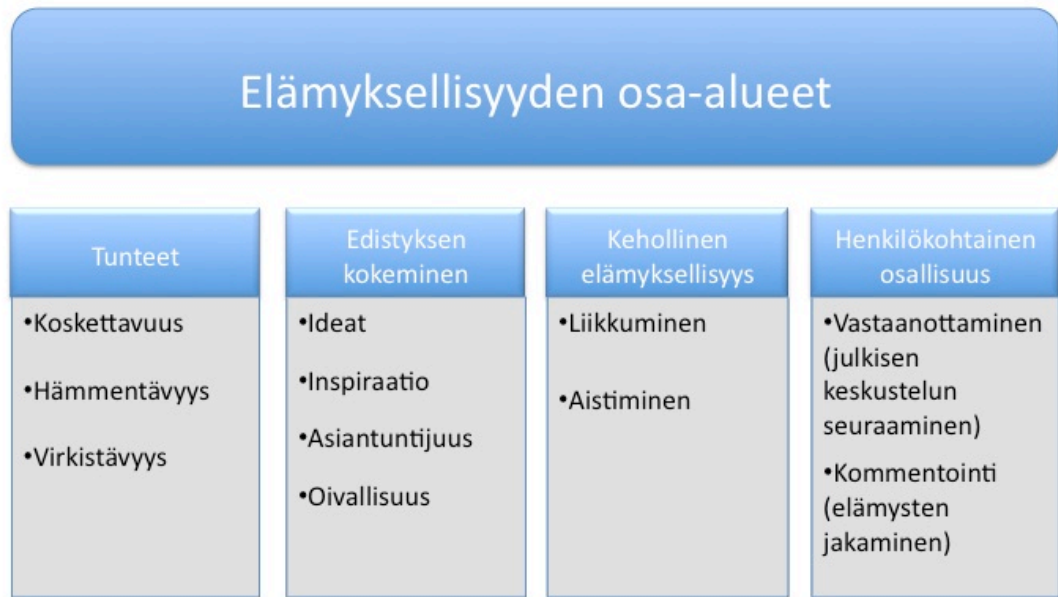 Elämyksellisyyden osa-alueet
Tunteet
•Koskettavuus
•Hämmentävyys
•Virkistävyys
Edistyksen
kokeminen
•Ideat
•Inspiraatio
•Asiantuntijuus
•Oivallisuus
Kehollinen
elämyksellisyys
•Liikkuminen
•Aistiminen
Henkilökohtainen
osallisuus
•Vastaanottaminen
(julkisen
keskustelun
seuraaminen)
•Kommentointi
(elämysten
jakaminen)